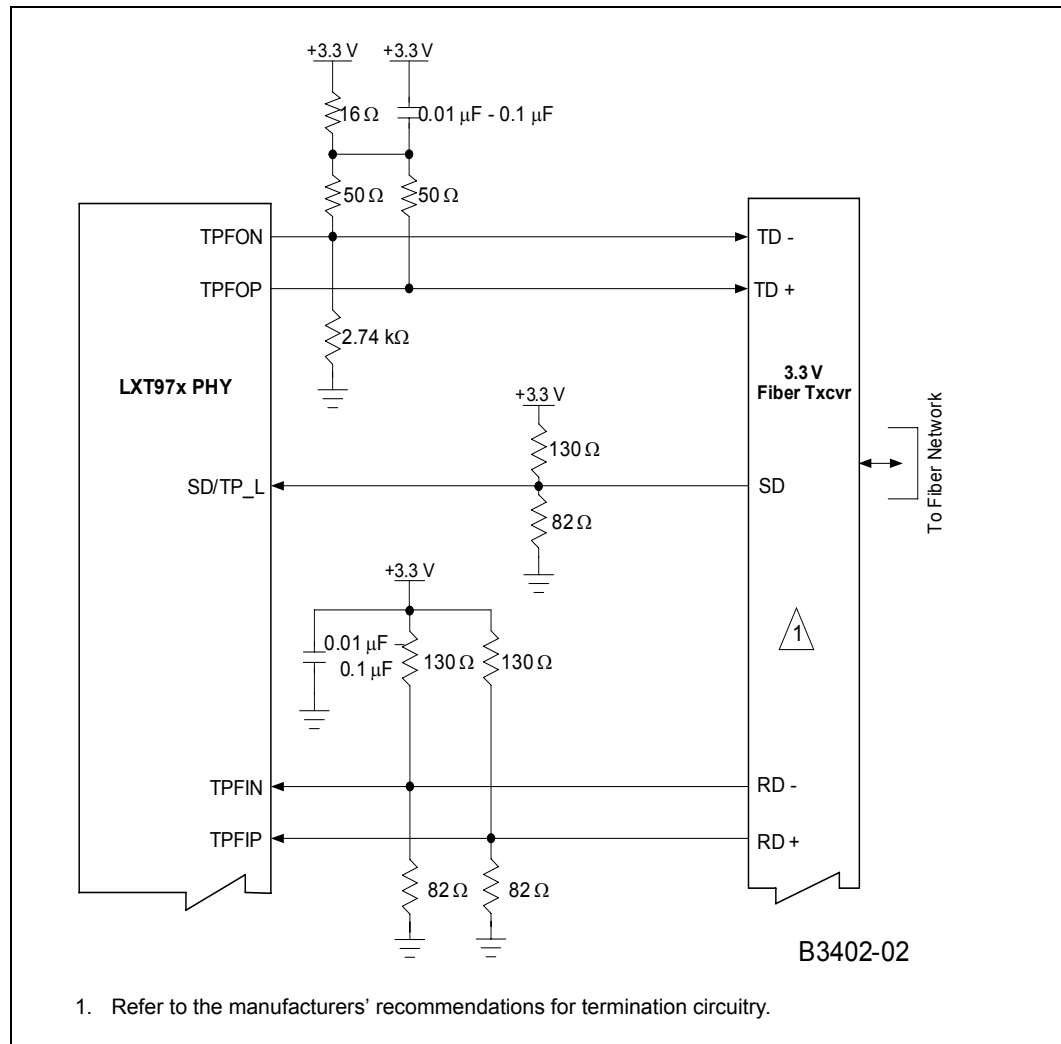 +3.3 V +3.3 V
16 Ω 0.01 μF - 0.1 μF
50 Ω 50 Ω
TPFON TD -
TPFOP TD +
2.74 kΩ
LXT97x PHY
3.3 V
Fiber Txcvr
+3.3 V
130 Ω
To Fiber Network
SD/TP_L SD
82 Ω
+3.3 V
0.01 μF –
0.1 μF
130 Ω 130 Ω
1
TPFIN RD -
TPFIP RD +
82 Ω 82 Ω
B3402-02
1. Refer to the manufacturers’ recommendations for termination circuitry.